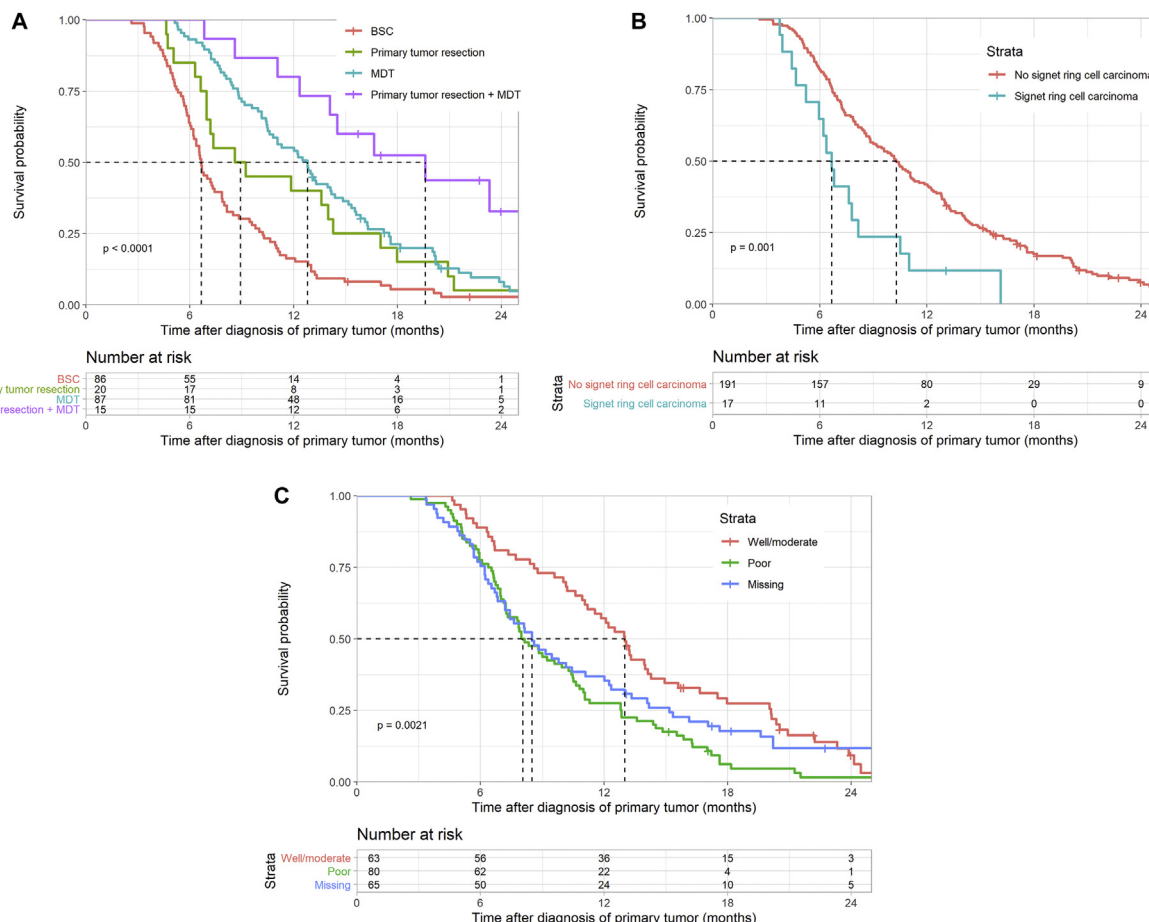 A
1.00
0.75
0.50
0.25
0.00
Survival probability
BSC
Primary tumor resection
MDT
Primary tumor resection + MDT
p < 0.0001
0 6 12 18 24
Time after diagnosis of primary tumor (months)
Number at risk
BSC 86 55 14 4 1
y tumor resection 20 17 8 3 1
MDT 87 81 48 16 5
resection + MDT 15 15 12 6 2
0 6 12 18 24
Time after diagnosis of primary tumor (months)
B
1.00
0.75
0.50
0.25
0.00
Survival probability
Strata
No signet ring cell carcinoma
Signet ring cell carcinoma
p = 0.001
0 6 12 18 24
Time after diagnosis of primary tumor (months)
Number at risk
Strata
No signet ring cell carcinoma 191 157 80 29 9
Signet ring cell carcinoma 17 11 2 0 0
0 6 12 18 24
Time after diagnosis of primary tumor (months)
C
1.00
0.75
0.50
0.25
0.00
Survival probability
Strata
Well/moderate
Poor
Missing
p = 0.0021
0 6 12 18 24
Time after diagnosis of primary tumor (months)
Number at risk
Strata
Well/moderate 63 56 36 15 3
Poor 80 62 22 4 1
Missing 65 50 24 10 5
0 6 12 18 24
Time after diagnosis of primary tumor (months)